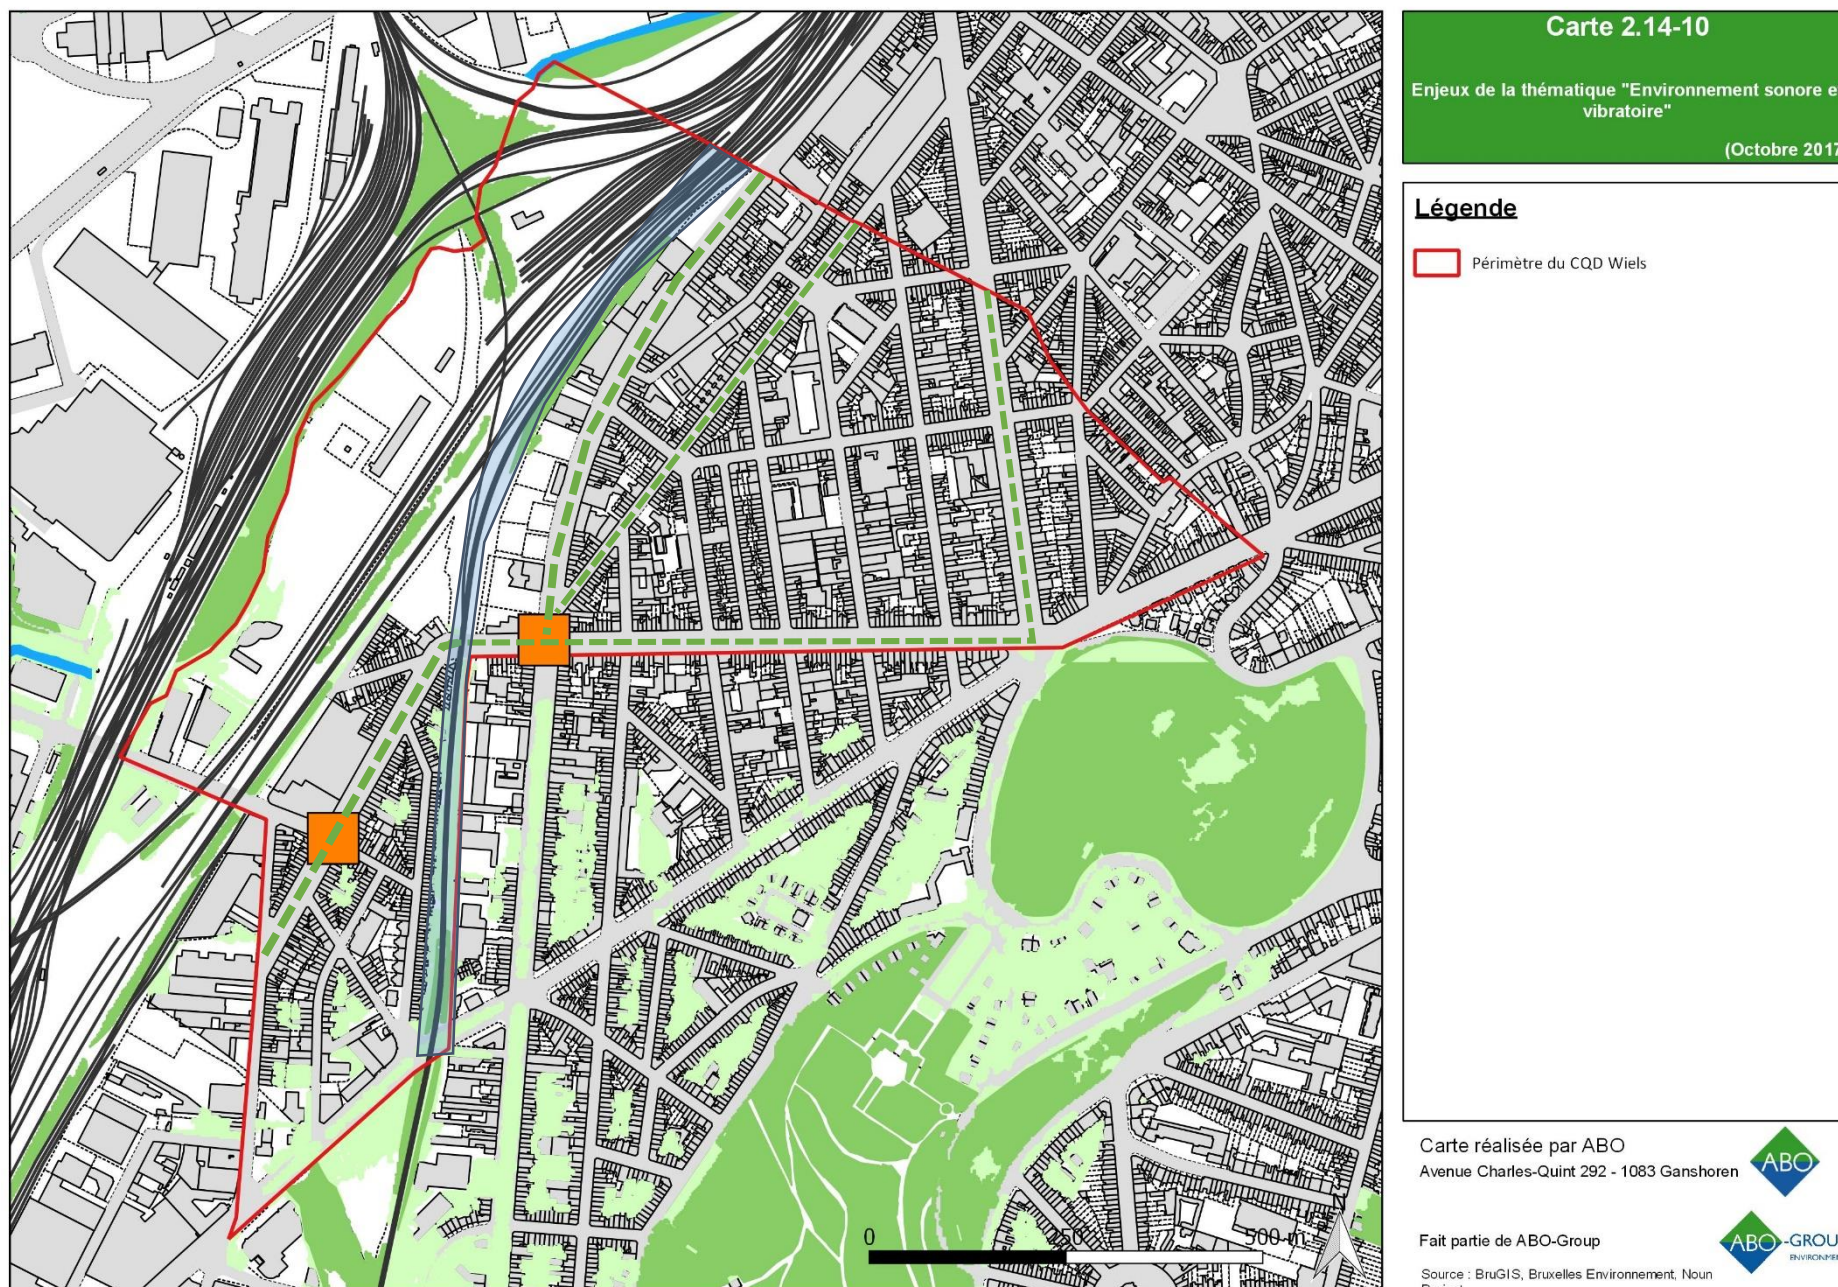 Carte 2.14-10
Enjeux de la thématique "Environnement sonore e
vibratoire"
(Octobre 2017
Légende
Périmètre du CQD Wiels
0 250 500 m
Carte réalisée par ABO
Avenue Charles-Quint 292 - 1083 Ganshoren
ABO
Fait partie de ABO-Group
ABO-GROU
ENVIRONMEN
Source : BruGIS, Bruxelles Environnement, Noun